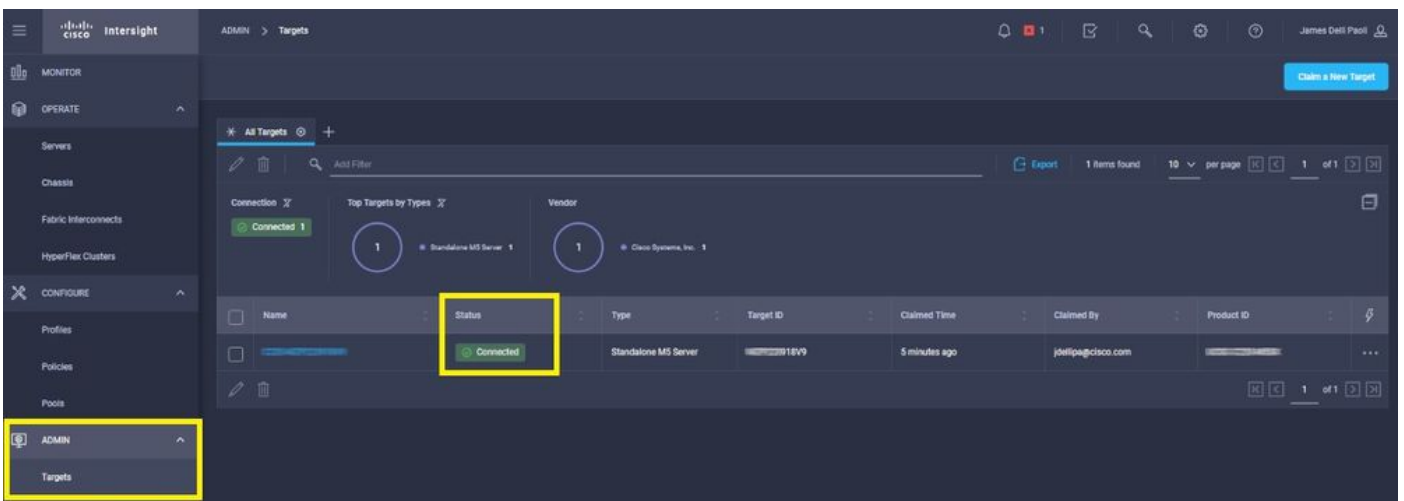 cisco Intersight
ADMIN > Targets
1
James Dell Paoli
MONITOR
Claim a New Target
OPERATE
All Targets
Servers
Add Filter
Export
1 items found
10 per page
1 of 1
Chassis
Connection
Top Targets by Types
Vendor
Connected 1
Fabric Interconnects
1
Standalone M5 Server 1
1
Cisco Systems, Inc. 1
HyperFlex Clusters
CONFIGURE
Name
Status
Type
Target ID
Claimed Time
Claimed By
Product ID
Profiles
Connected
Standalone M5 Server
918V9
5 minutes ago
jdellipa@cisco.com
Policies
1 of 1
Pools
ADMIN
Targets